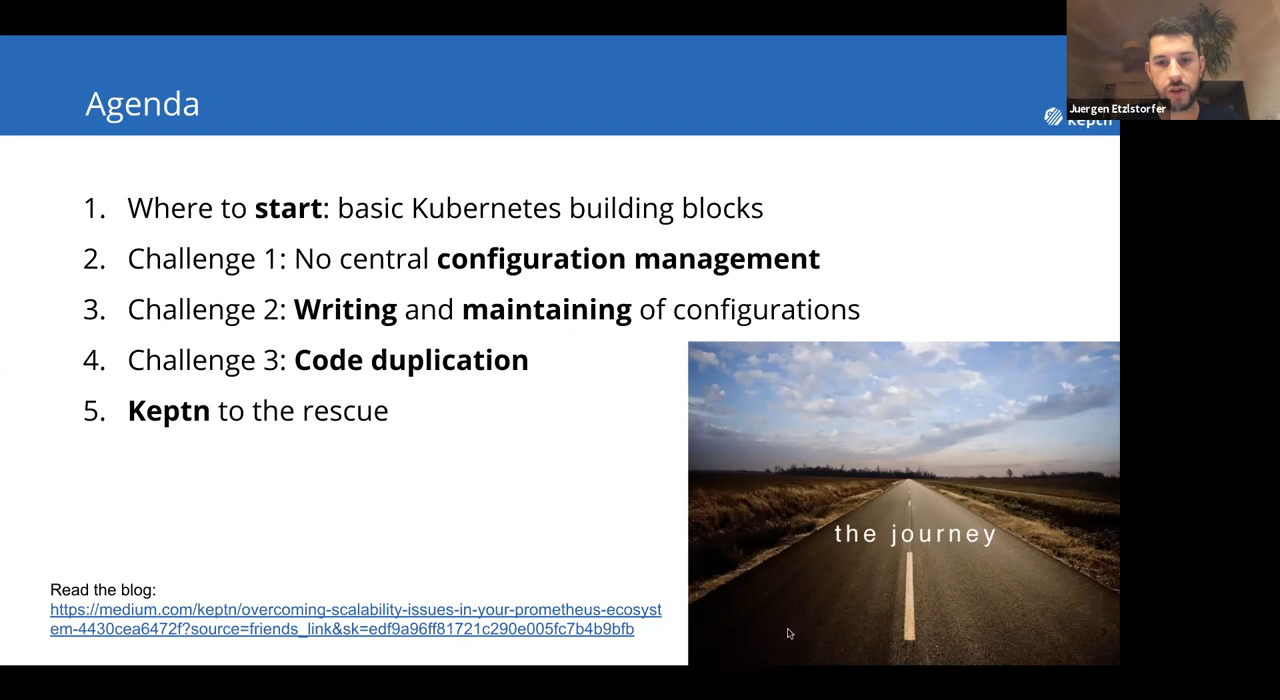 Agenda
Juergen Etzlstorfer
keptn
1. Where to start: basic Kubernetes building blocks
2. Challenge 1: No central configuration management
3. Challenge 2: Writing and maintaining of configurations
4. Challenge 3: Code duplication
5. Keptn to the rescue
the journey
Read the blog:
https://medium.com/keptn/overcoming-scalability-issues-in-your-prometheus-ecosyst
em-4430cea6472f?source=friends_link&sk=edf9a96ff81721c290e005fc7b4b9bfb